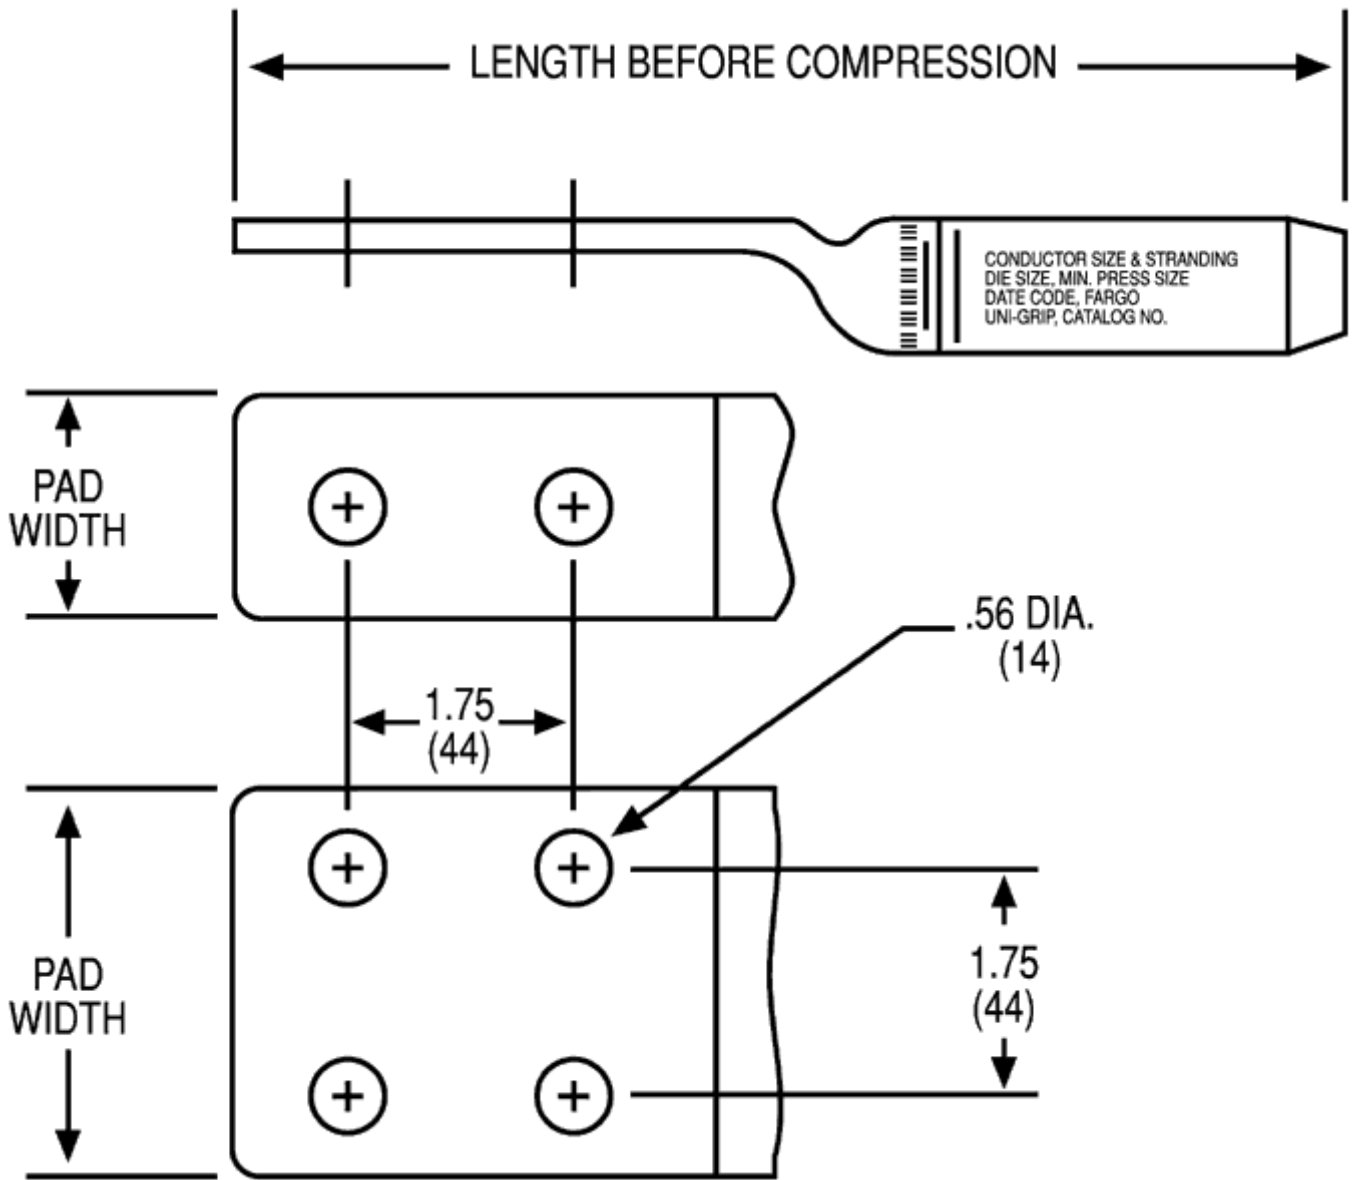 LENGTH BEFORE COMPRESSION
CONDUCTOR SIZE & STRANDING
DIE SIZE, MIN. PRESS SIZE
DATE CODE, FARGO
UNI-GRIP, CATALOG NO.
PAD
WIDTH
.56 DIA.
(14)
1.75
(44)
PAD
WIDTH
1.75
(44)